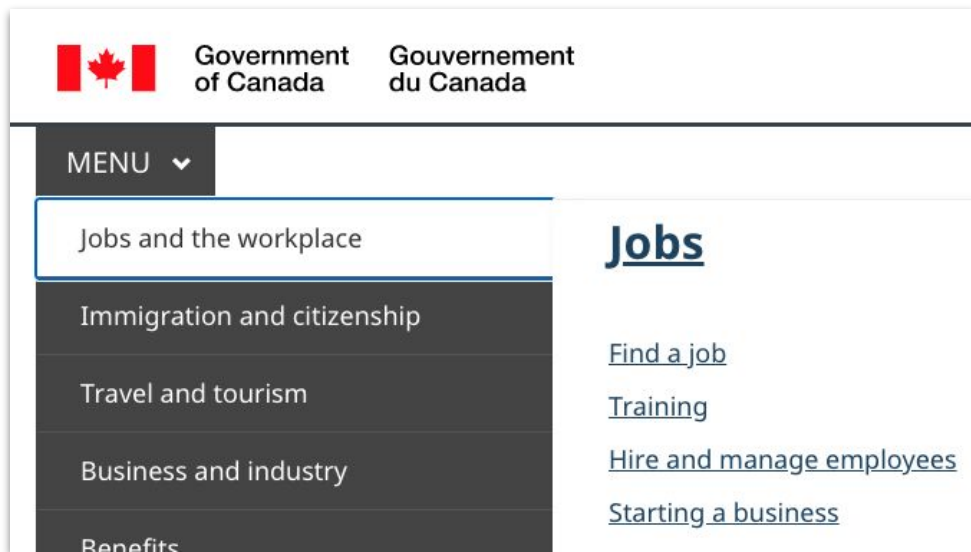 Government
of Canada
Gouvernement
du Canada
MENU
Jobs and the workplace
Immigration and citizenship
Travel and tourism
Business and industry
Benefits
Jobs
Find a job
Training
Hire and manage employees
Starting a business